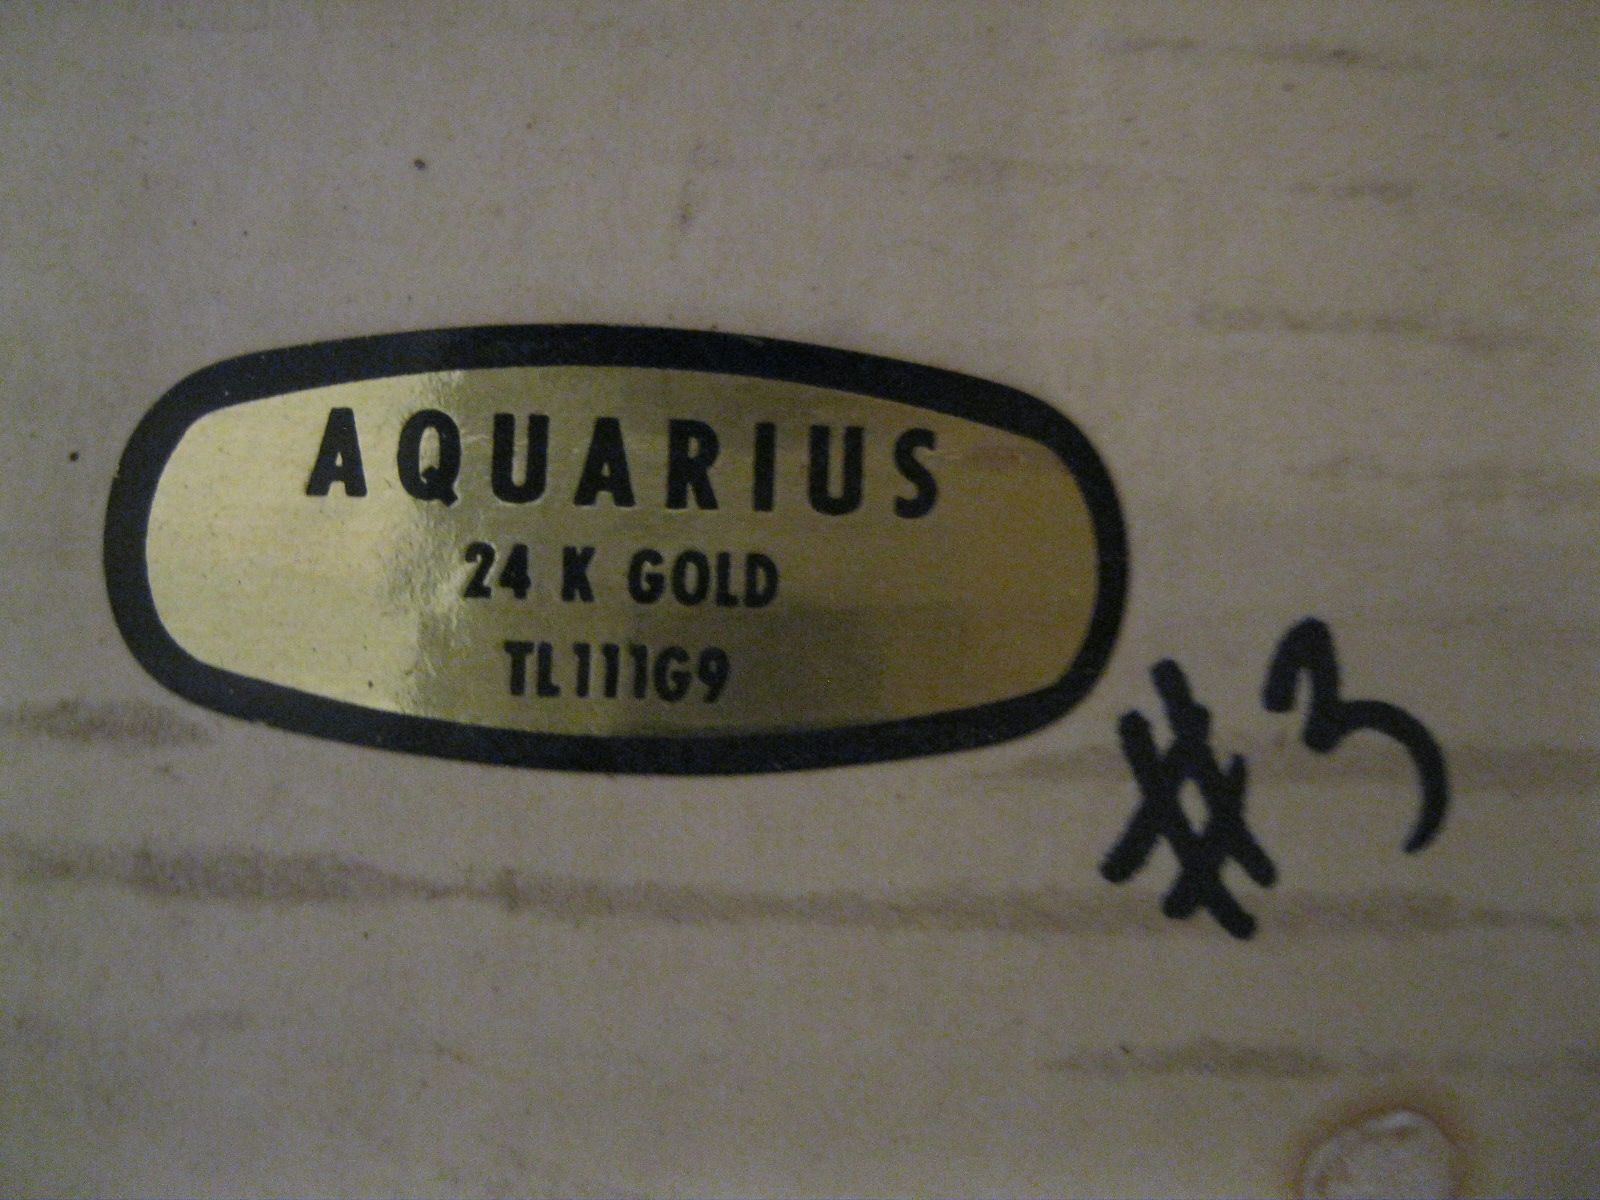 AQUARIUS
24 K GOLD
TL111G9
#3